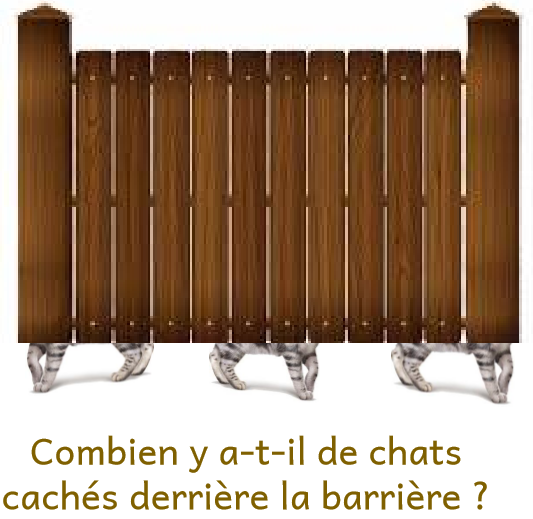 Combien y a-t-il de chats
cachés derrière la barrière ?